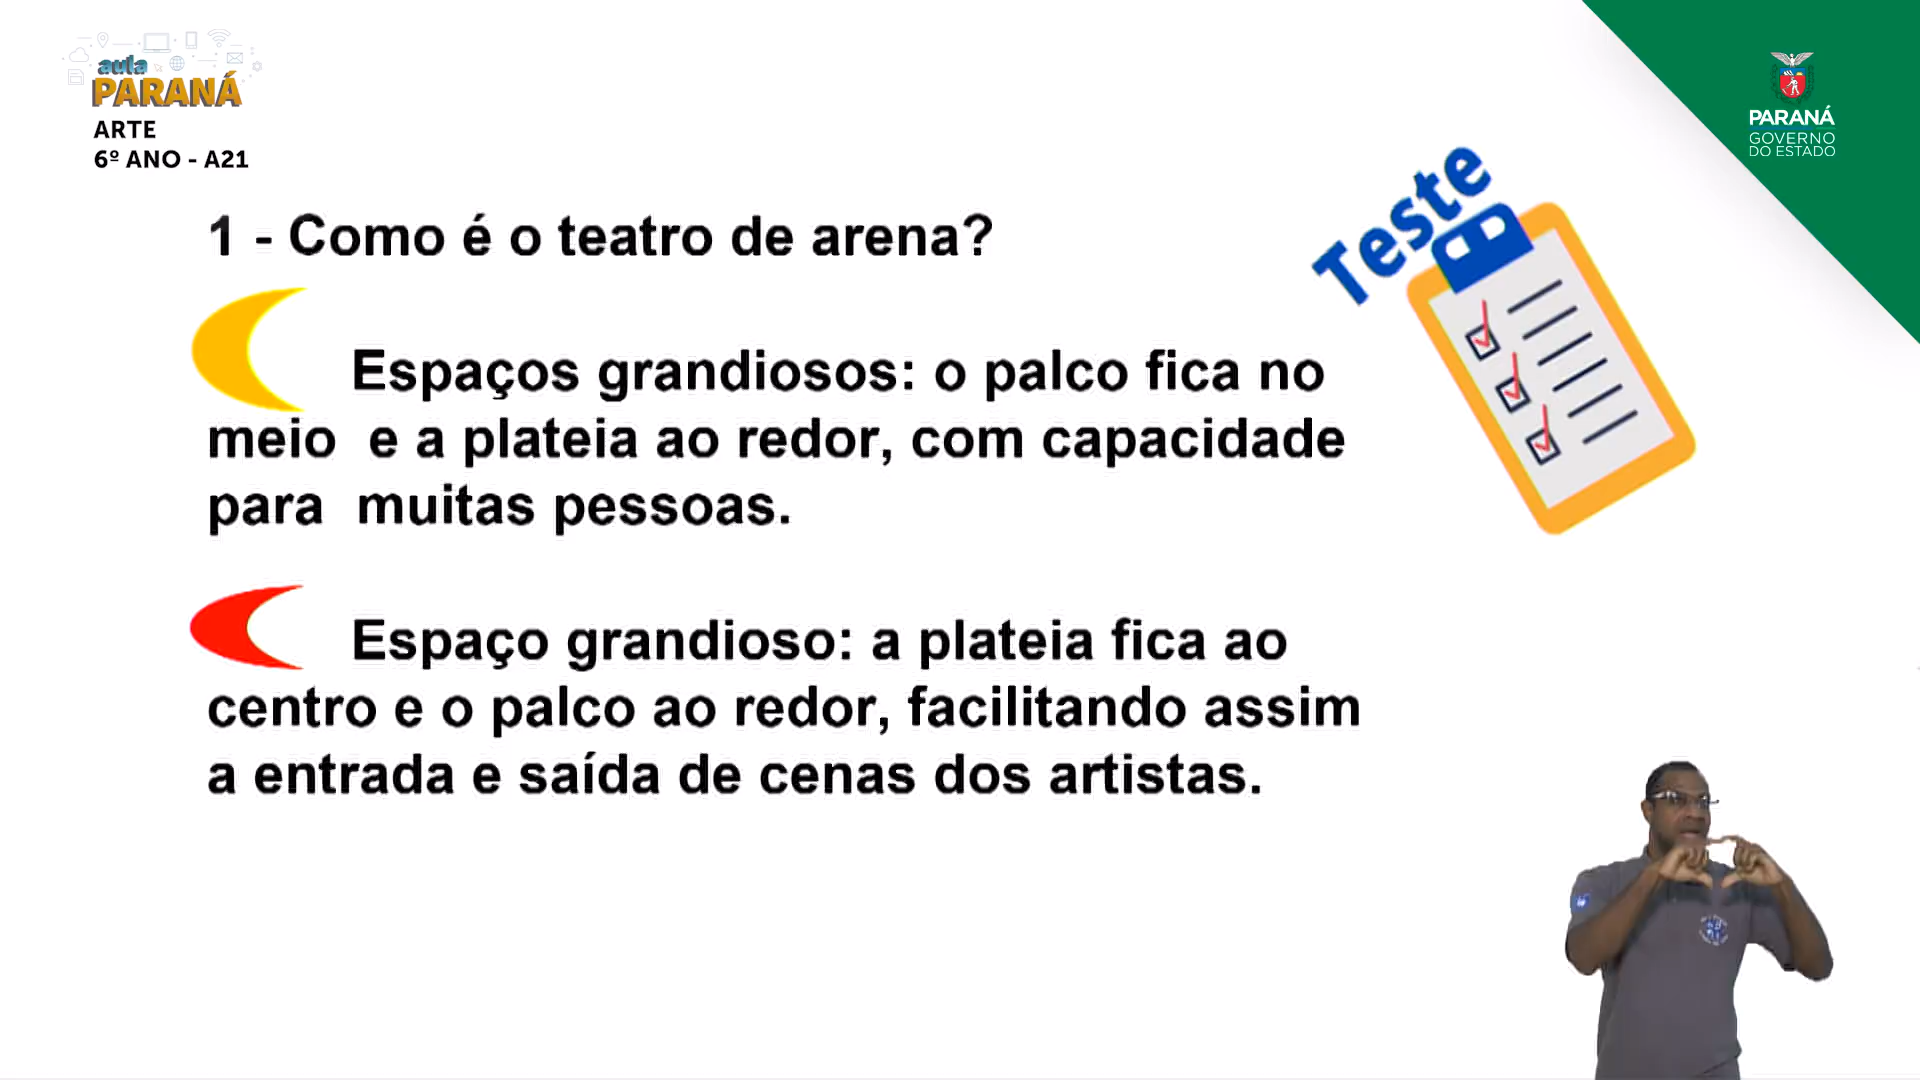 aula
PARANÁ
ARTE
6º ANO - A21
PARANÁ
GOVERNO
DO ESTADO
Teste
1 - Como é o teatro de arena?
Espaços grandiosos: o palco fica no
meio e a plateia ao redor, com capacidade
para muitas pessoas.
Espaço grandioso: a plateia fica ao
centro e o palco ao redor, facilitando assim
a entrada e saída de cenas dos artistas.